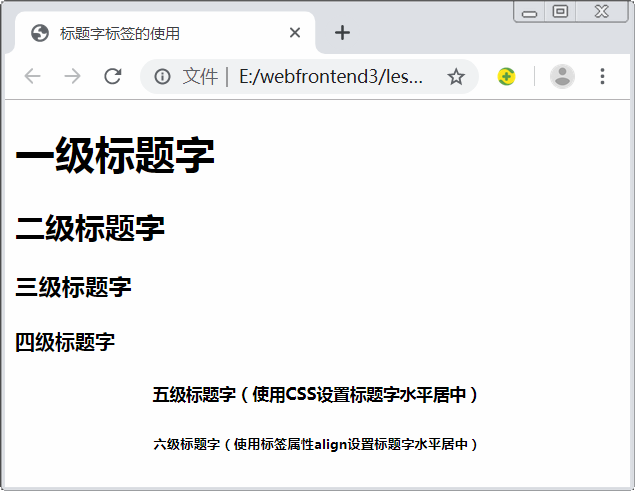 标题字标签的使用
文件 | E:/webfrontend3/les...
一级标题字
二级标题字
三级标题字
四级标题字
五级标题字（使用CSS设置标题字水平居中）
六级标题字（使用标签属性align设置标题字水平居中）